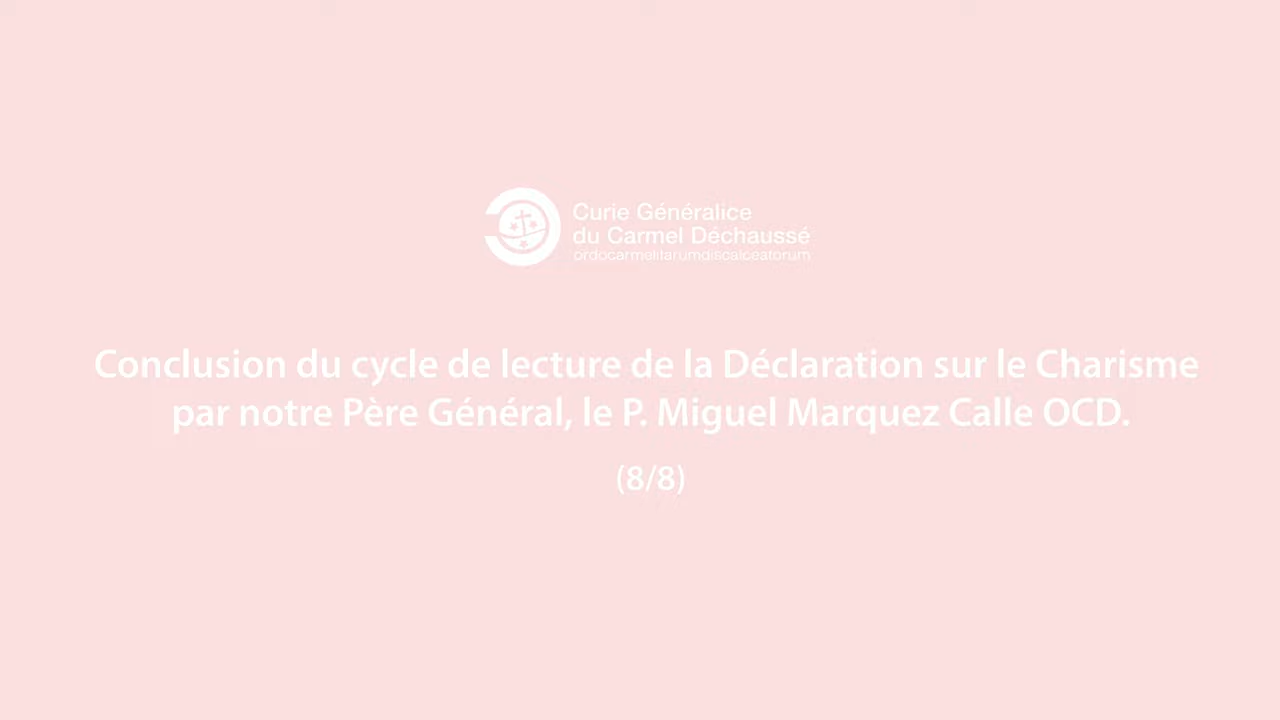 Curie Généralice
du Carmel Déchaussé
ordocarmelitarumdiscalceatorum
Conclusion du cycle de lecture de la Déclaration sur le Charisme
par notre Père Général, le P. Miguel Marquez Calle OCD.
(8/8)